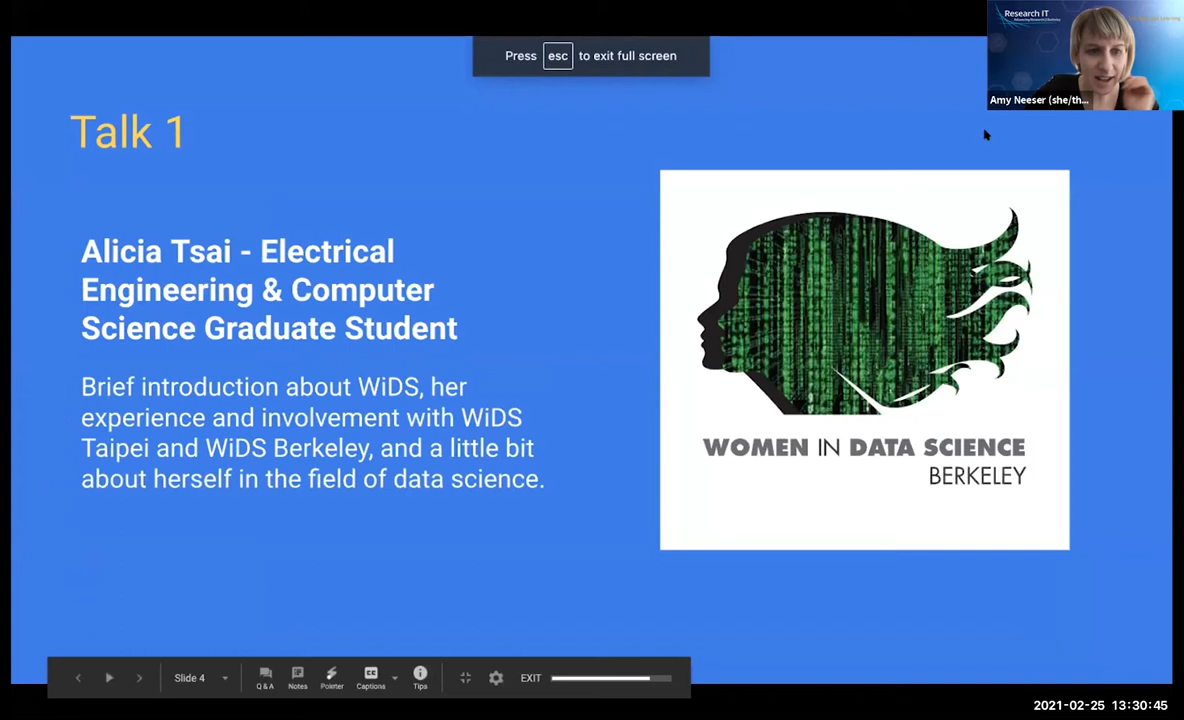 Press esc to exit full screen
Research IT
Amy Neeser (she/th...
Talk 1
Alicia Tsai - Electrical
Engineering & Computer
Science Graduate Student
Brief introduction about WiDS, her
experience and involvement with WiDS
Taipei and WiDS Berkeley, and a little bit
about herself in the field of data science.
WOMEN IN DATA SCIENCE
BERKELEY
Slide 4
Q & A
Notes
Pointer
CC
Captions
Tips
EXIT
2021-02-25 13:30:45